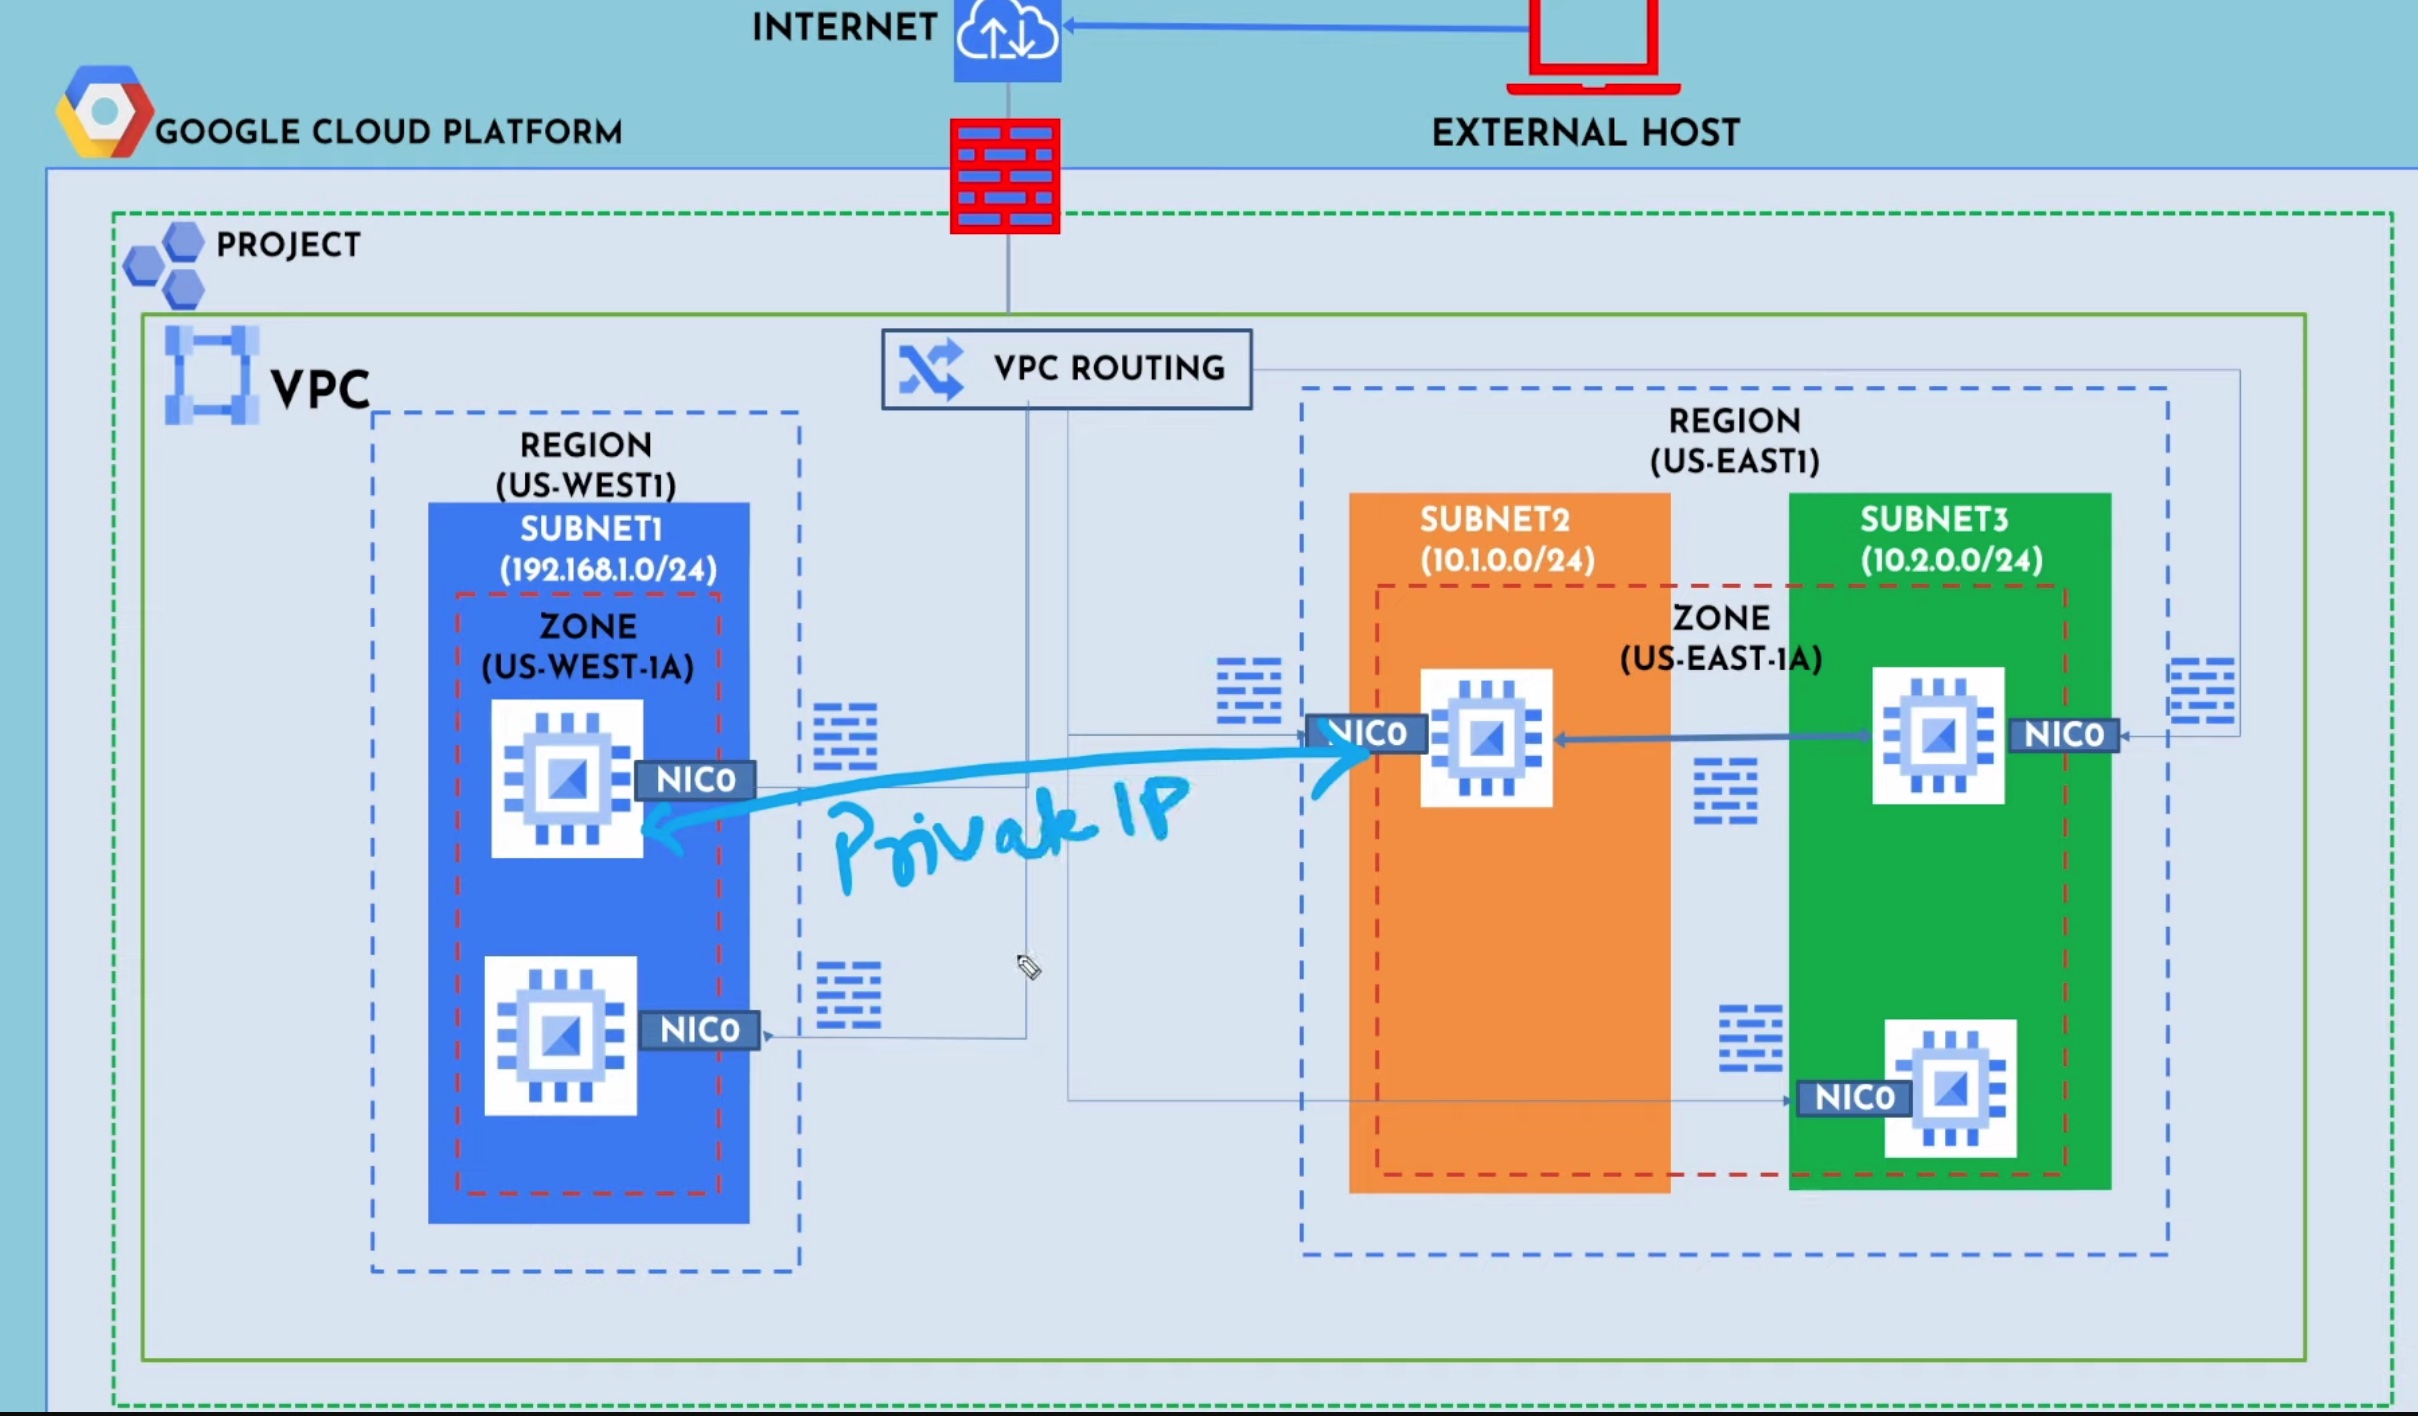 INTERNET
GOOGLE CLOUD PLATFORM
EXTERNAL HOST
PROJECT
VPC
VPC ROUTING
REGION
(US-WEST1)
SUBNET1
(192.168.1.0/24)
ZONE
(US-WEST-1A)
NIC0
NIC0
Private IP
REGION
(US-EAST1)
SUBNET2
(10.1.0.0/24)
SUBNET3
(10.2.0.0/24)
ZONE
(US-EAST-1A)
NIC0
NIC0
NIC0